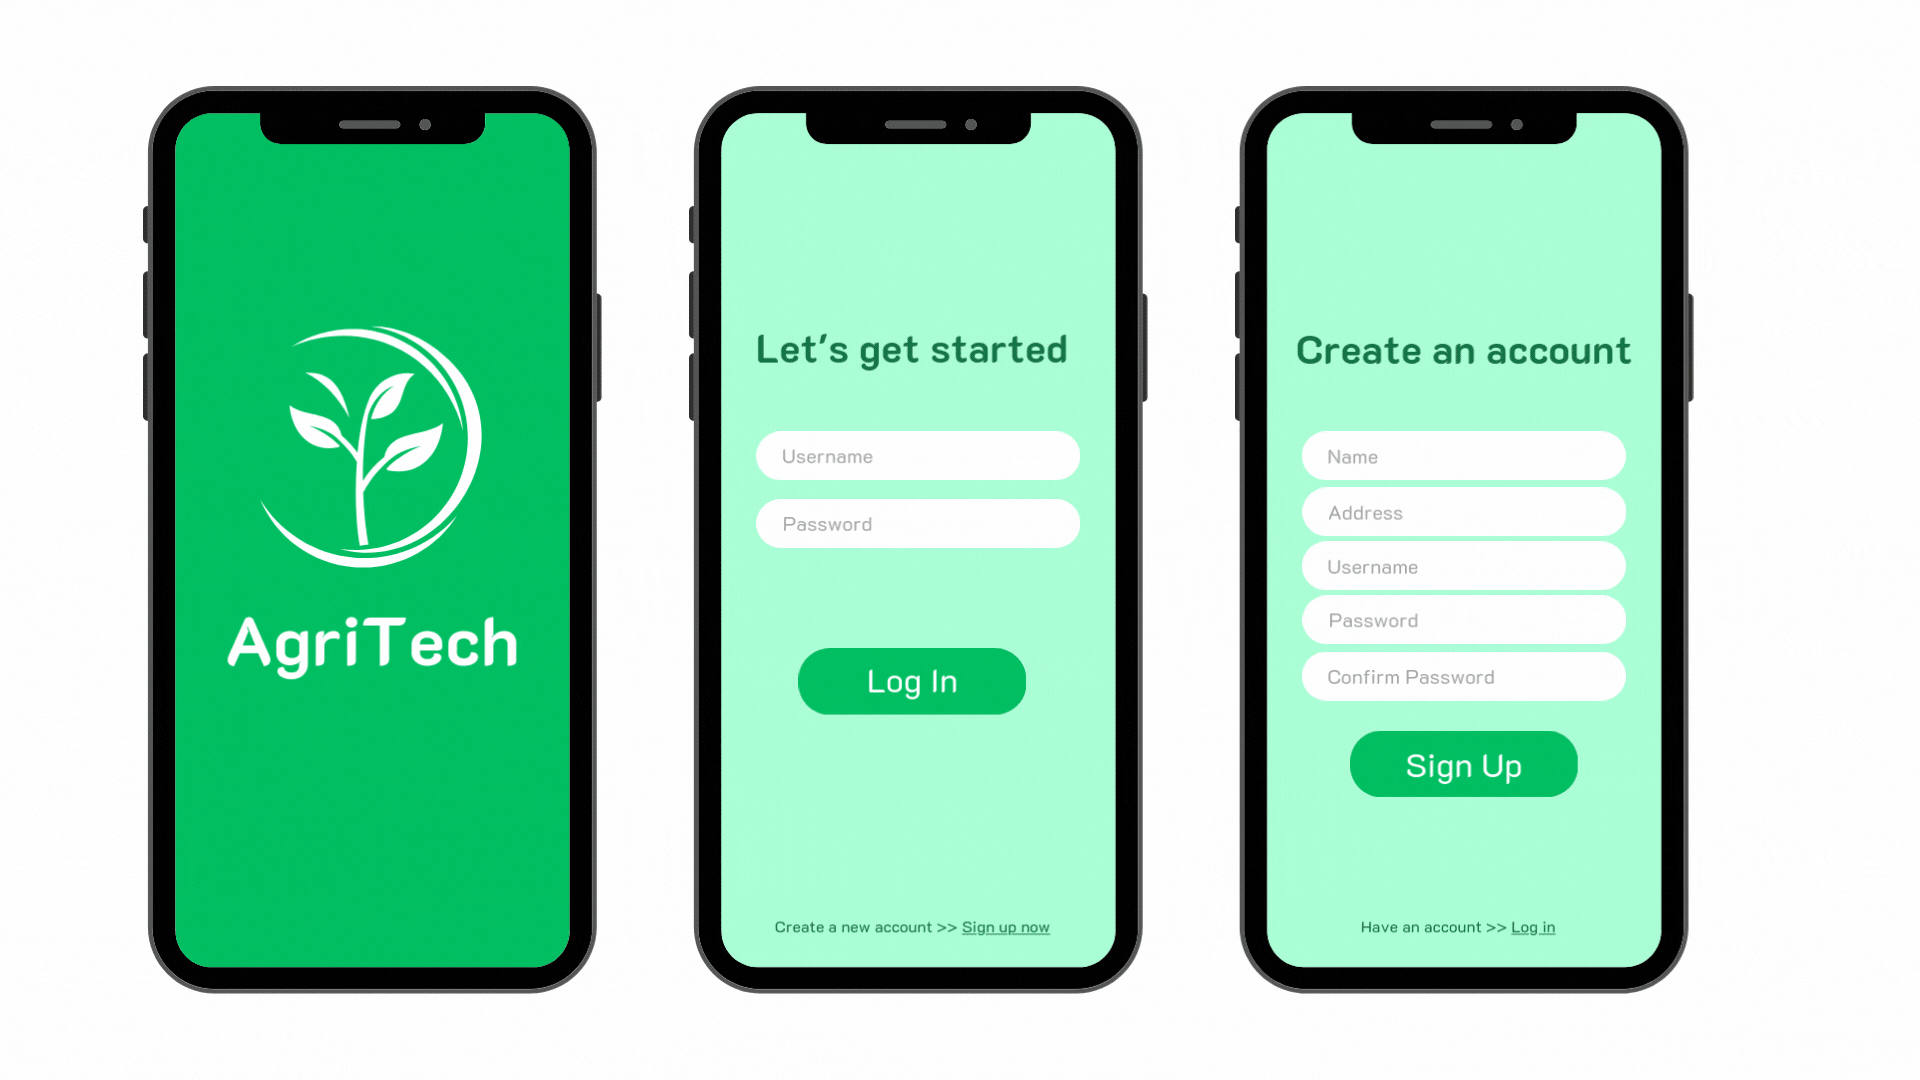 AgriTech
Let's get started
Username
Password
Log In
Create a new account >> Sign up now
Create an account
Name
Address
Username
Password
Confirm Password
Sign Up
Have an account >> Log in